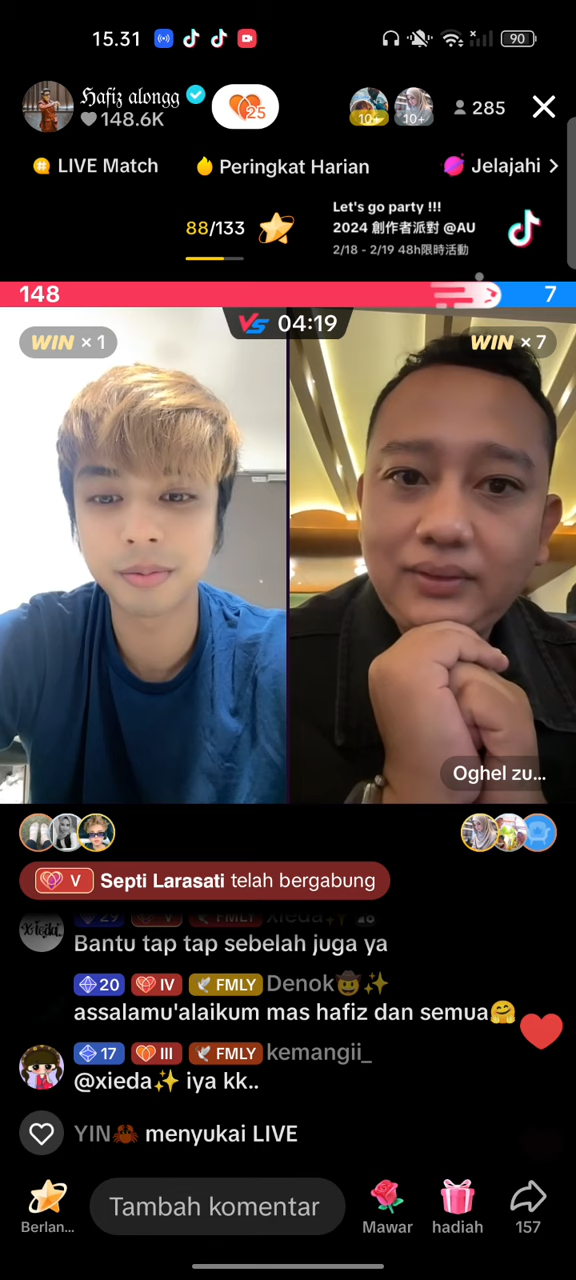 15.31
90
Hafiz alongg
148.6K
25
10+
10+
285
LIVE Match
Peringkat Harian
Jelajahi
88/133
Let's go party !!!
2024 創作者派對 @AU
2/18 - 2/19 48h限時活動
148
7
VS 04:19
WIN × 1
WIN × 7
Oghel zu...
V Septi Larasati telah bergabung
29 V FMLY xieda✨
Bantu tap tap sebelah juga ya
20 IV FMLY Denok🤠✨
assalamu'alaikum mas hafiz dan semua🤗
17 III FMLY kemangii_
@xieda✨ iya kk..
YIN🦀 menyukai LIVE
Tambah komentar
Berlan...
Mawar
hadiah
157